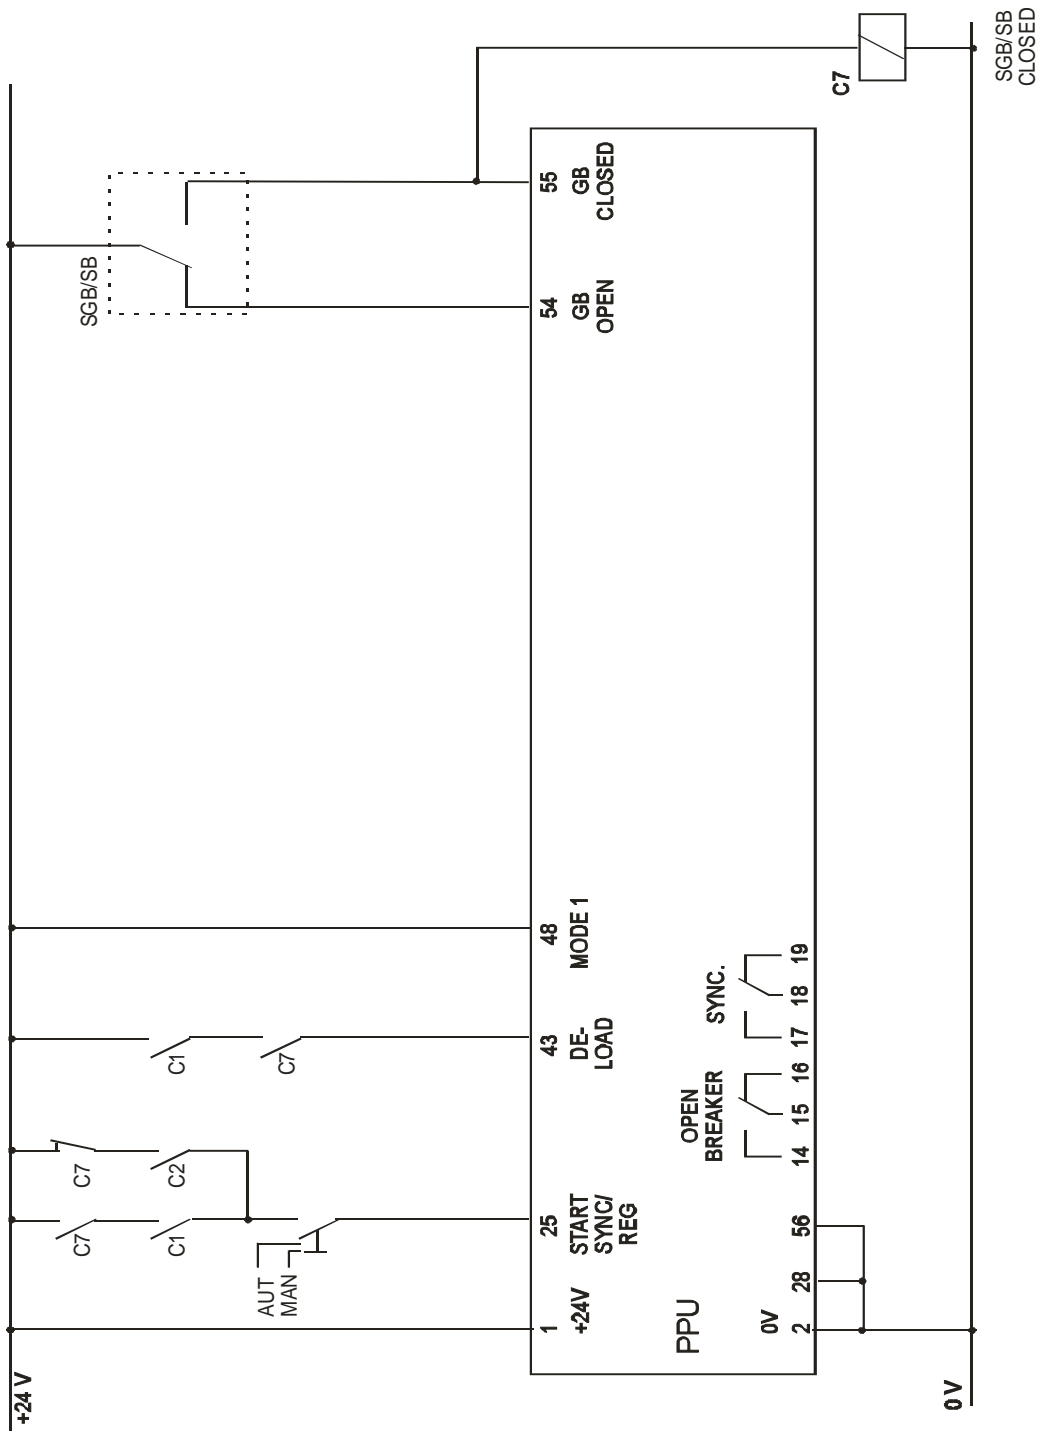 +24 V
C7
C1
C7
C2
AUT
MAN
C1
C7
SGB/SB
1
+24V
25
START
SYNC/
REG
43
DE-
LOAD
48
MODE 1
54
GB
OPEN
55
GB
CLOSED
PPU
OPEN
BREAKER
SYNC.
0V
2
28
56
14
15
16
17
18
19
C7
0 V
SGB/SB
CLOSED